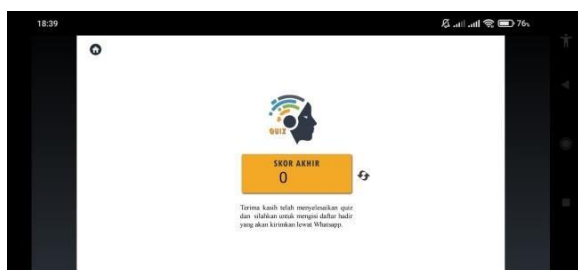 18:39
76%
QUIZ
SKOR AKHIR
0
Terima kasih telah menyelesaikan quiz
dan silahkan untuk mengisi daftar hadir
yang akan kirimkan lewat Whatsapp.